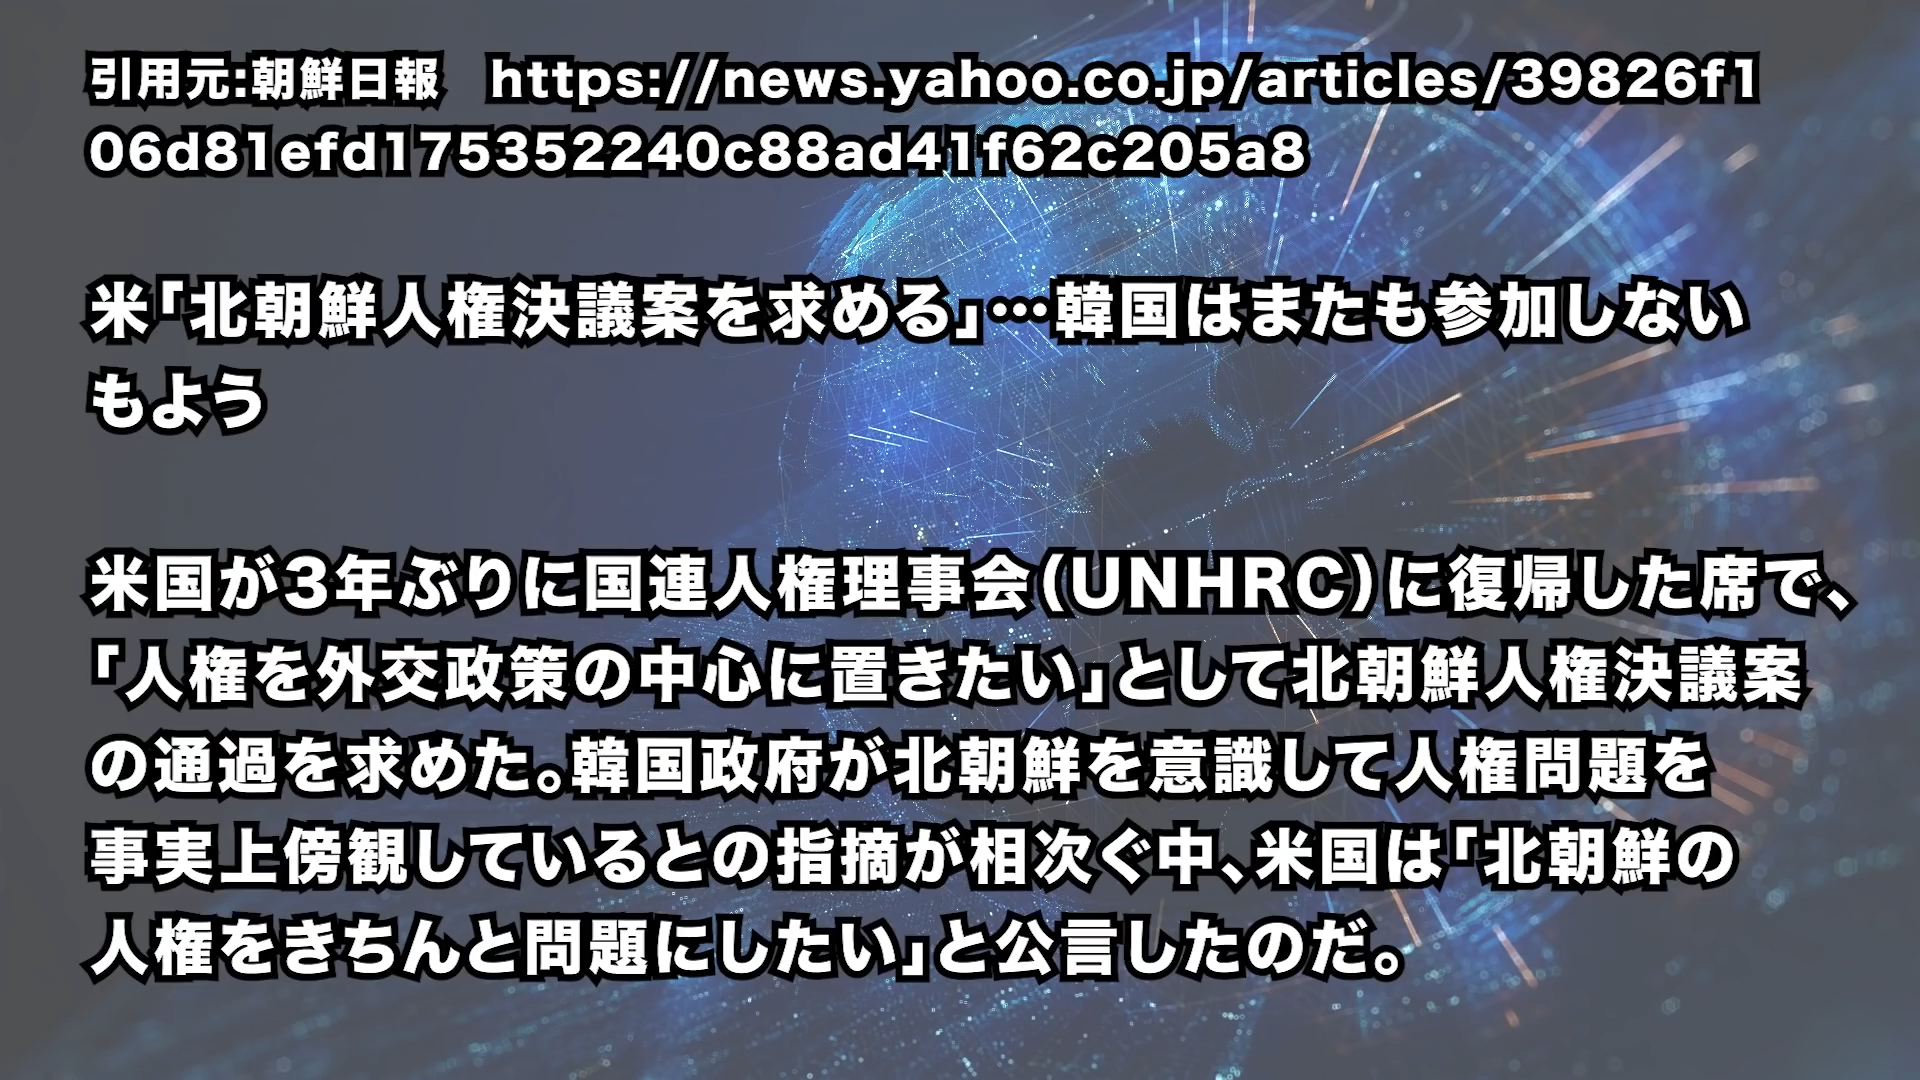 引用元:朝鮮日報　https://news.yahoo.co.jp/articles/39826f1
06d81efd175352240c88ad41f62c205a8
米「北朝鮮人権決議案を求める」…韓国はまたも参加しない
もよう
米国が3年ぶりに国連人権理事会（UNHRC）に復帰した席で、
「人権を外交政策の中心に置きたい」として北朝鮮人権決議案
の通過を求めた。韓国政府が北朝鮮を意識して人権問題を
事実上傍観しているとの指摘が相次ぐ中、米国は「北朝鮮の
人権をきちんと問題にしたい」と公言したのだ。